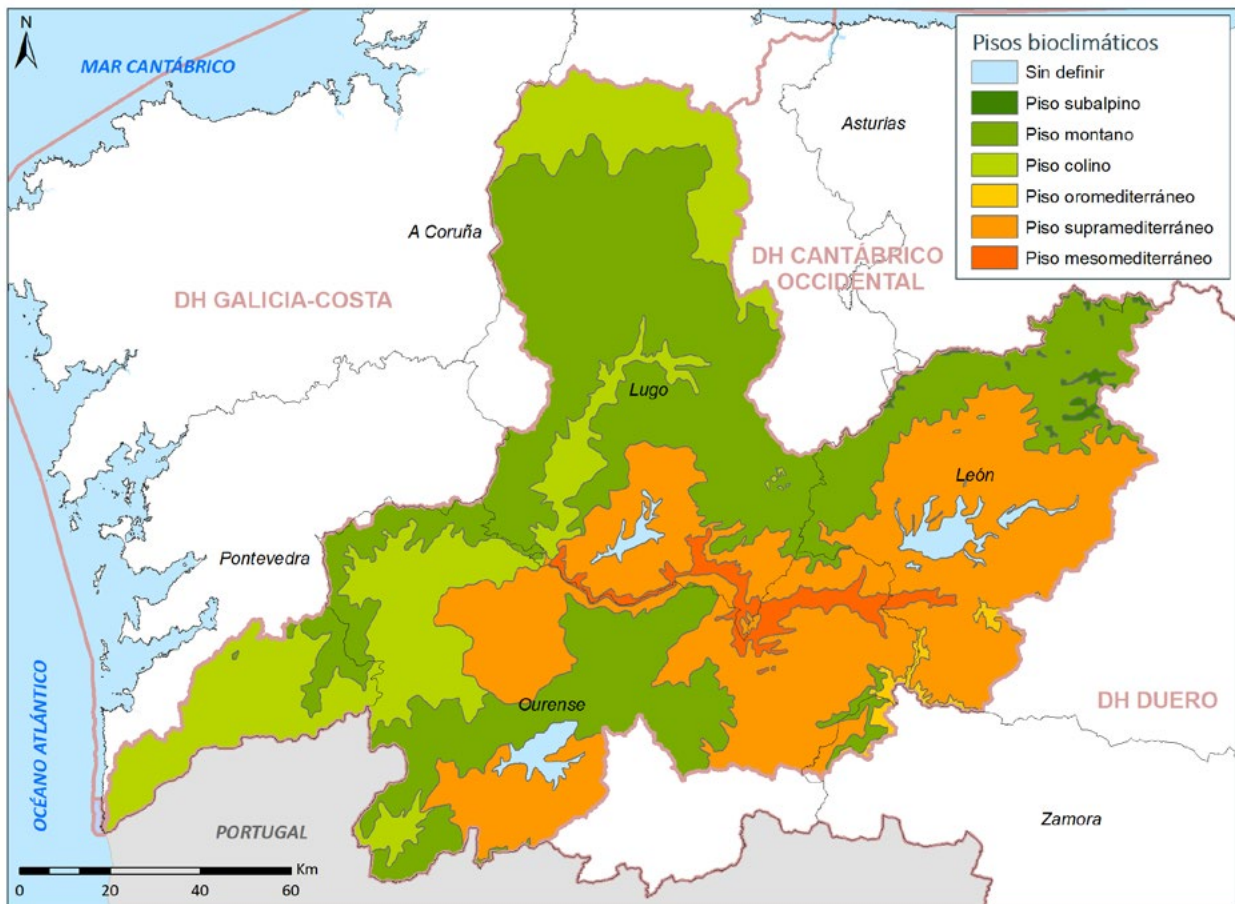 N
MAR CANTÁBRICO
Pisos bioclimáticos
Sin definir
Piso subalpino
Piso montano
Piso colino
Piso oromediterráneo
Piso supramediterráneo
Piso mesomediterráneo
Asturias
A Coruña
DH CANTÁBRICO
OCCIDENTAL
DH GALICIA-COSTA
Lugo
León
Pontevedra
Ourense
DH DUERO
OCÉANO ATLÁNTICO
PORTUGAL
Zamora
Km
0 10 20 40 60